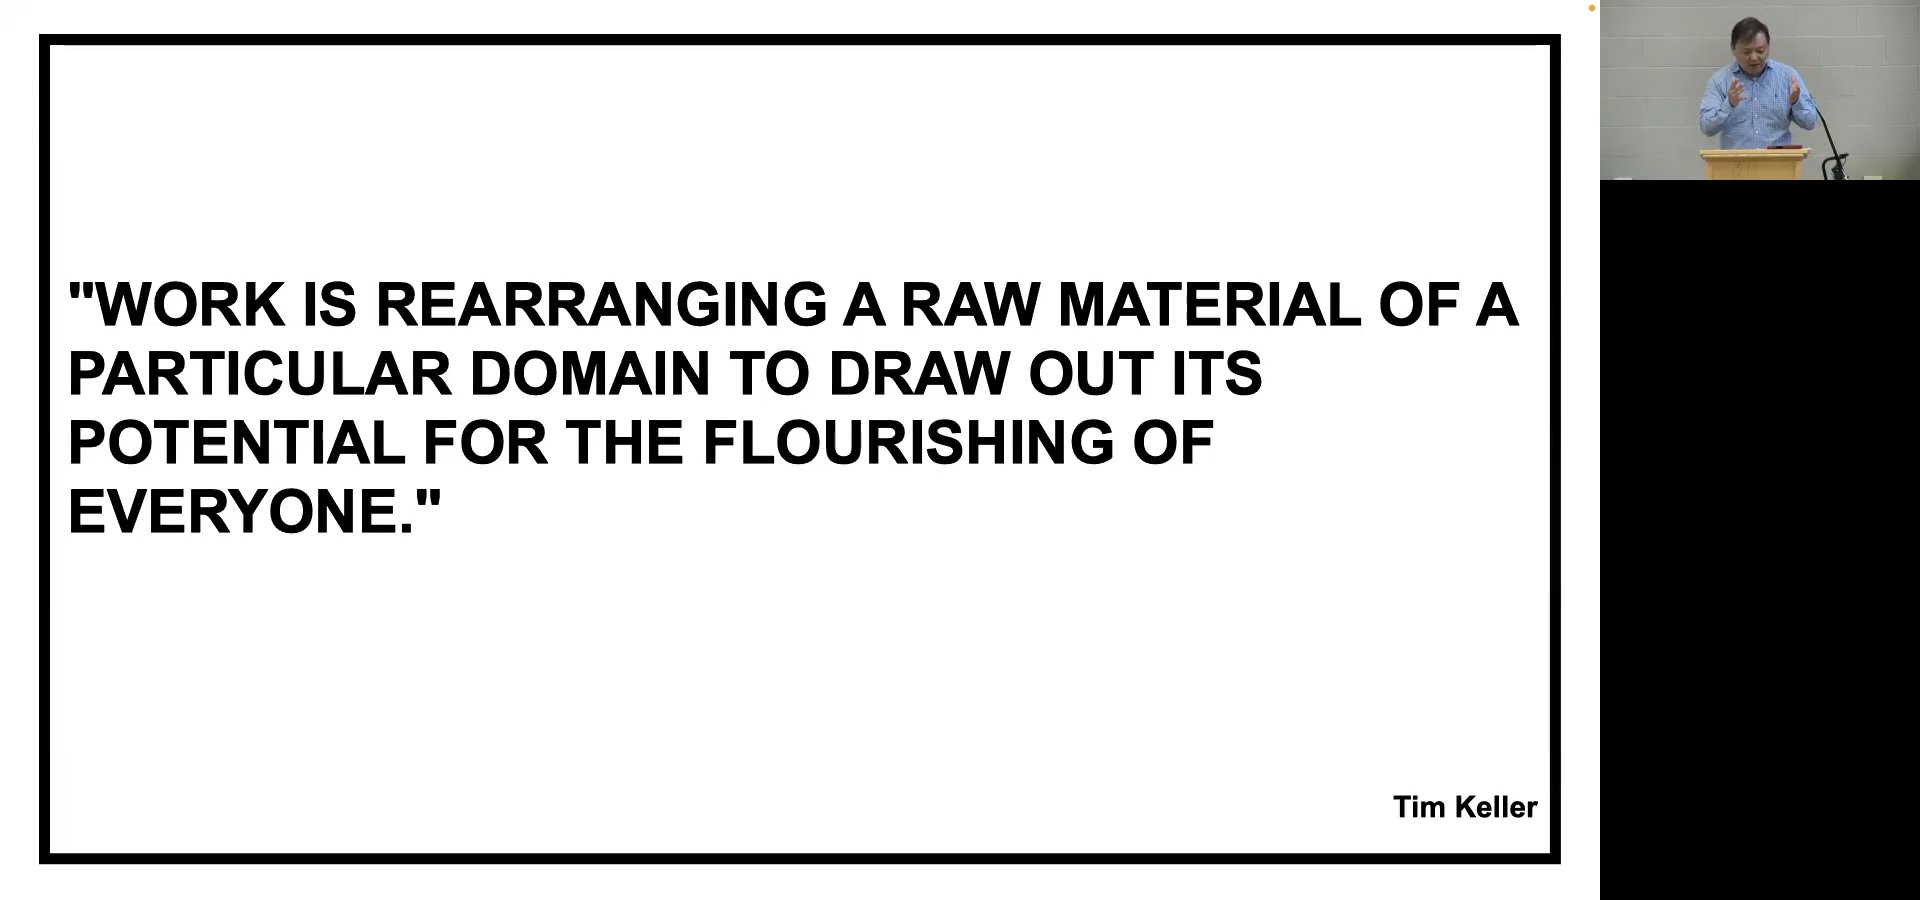 "WORK IS REARRANGING A RAW MATERIAL OF A
PARTICULAR DOMAIN TO DRAW OUT ITS
POTENTIAL FOR THE FLOURISHING OF
EVERYONE."
Tim Keller